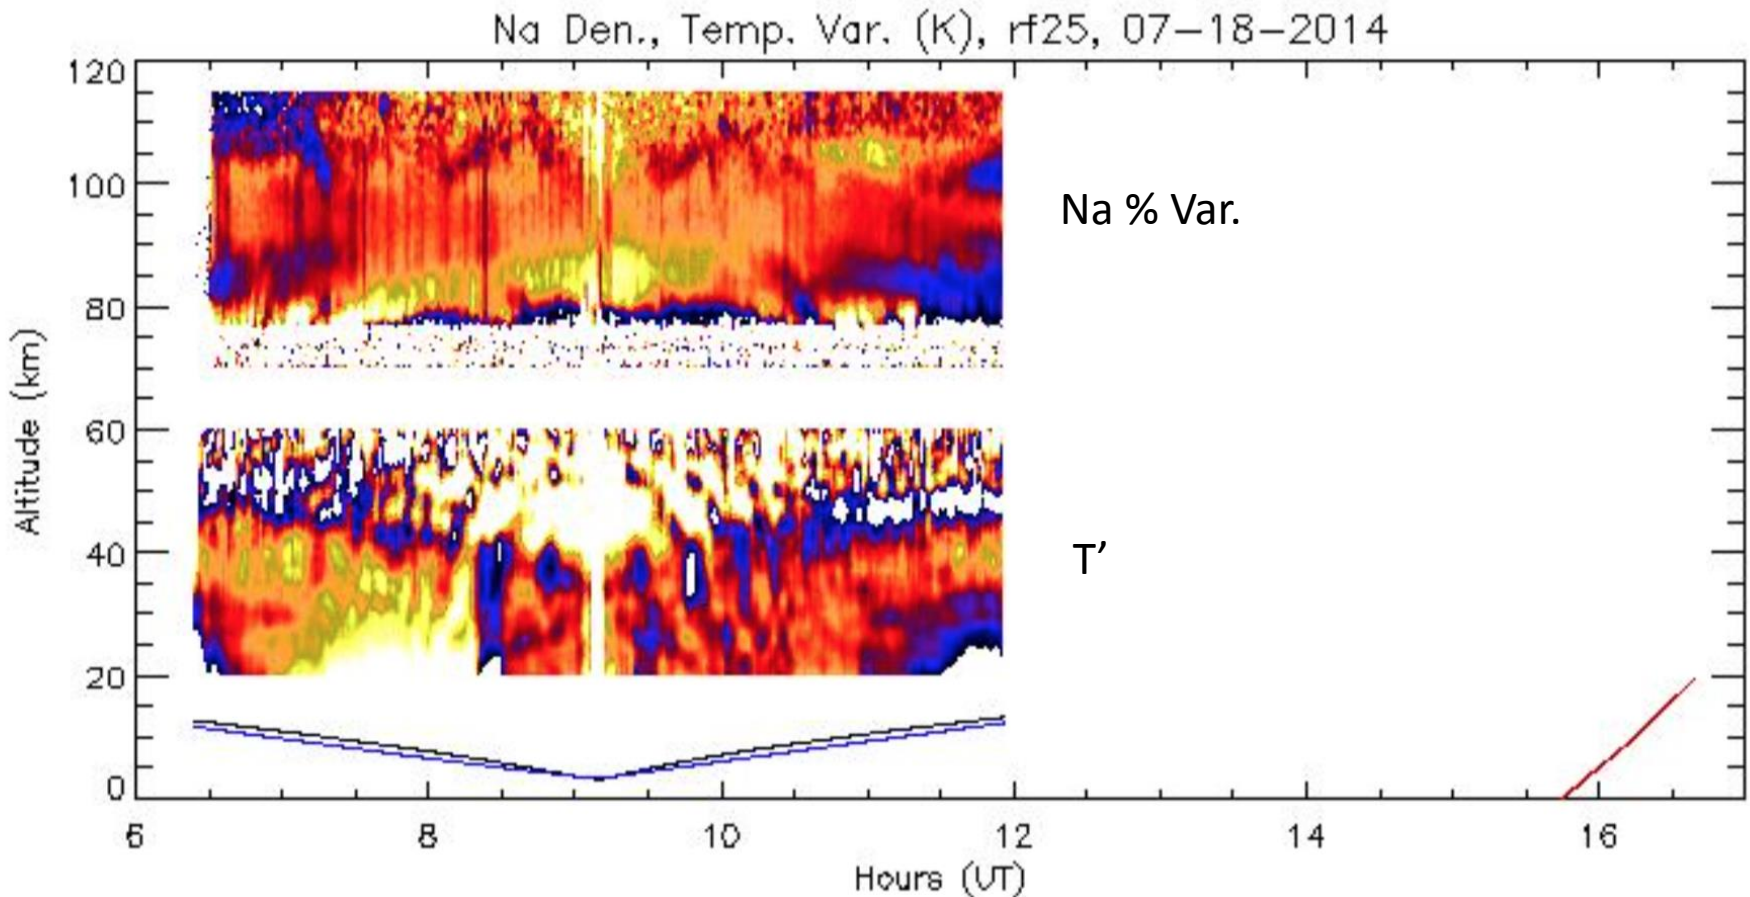 Na Den., Temp. Var. (K), rf25, 07-18-2014
120
100
80
60
40
20
0
Altitude (km)
Na % Var.
T’
6 8 10 12 14 16
Hours (UT)